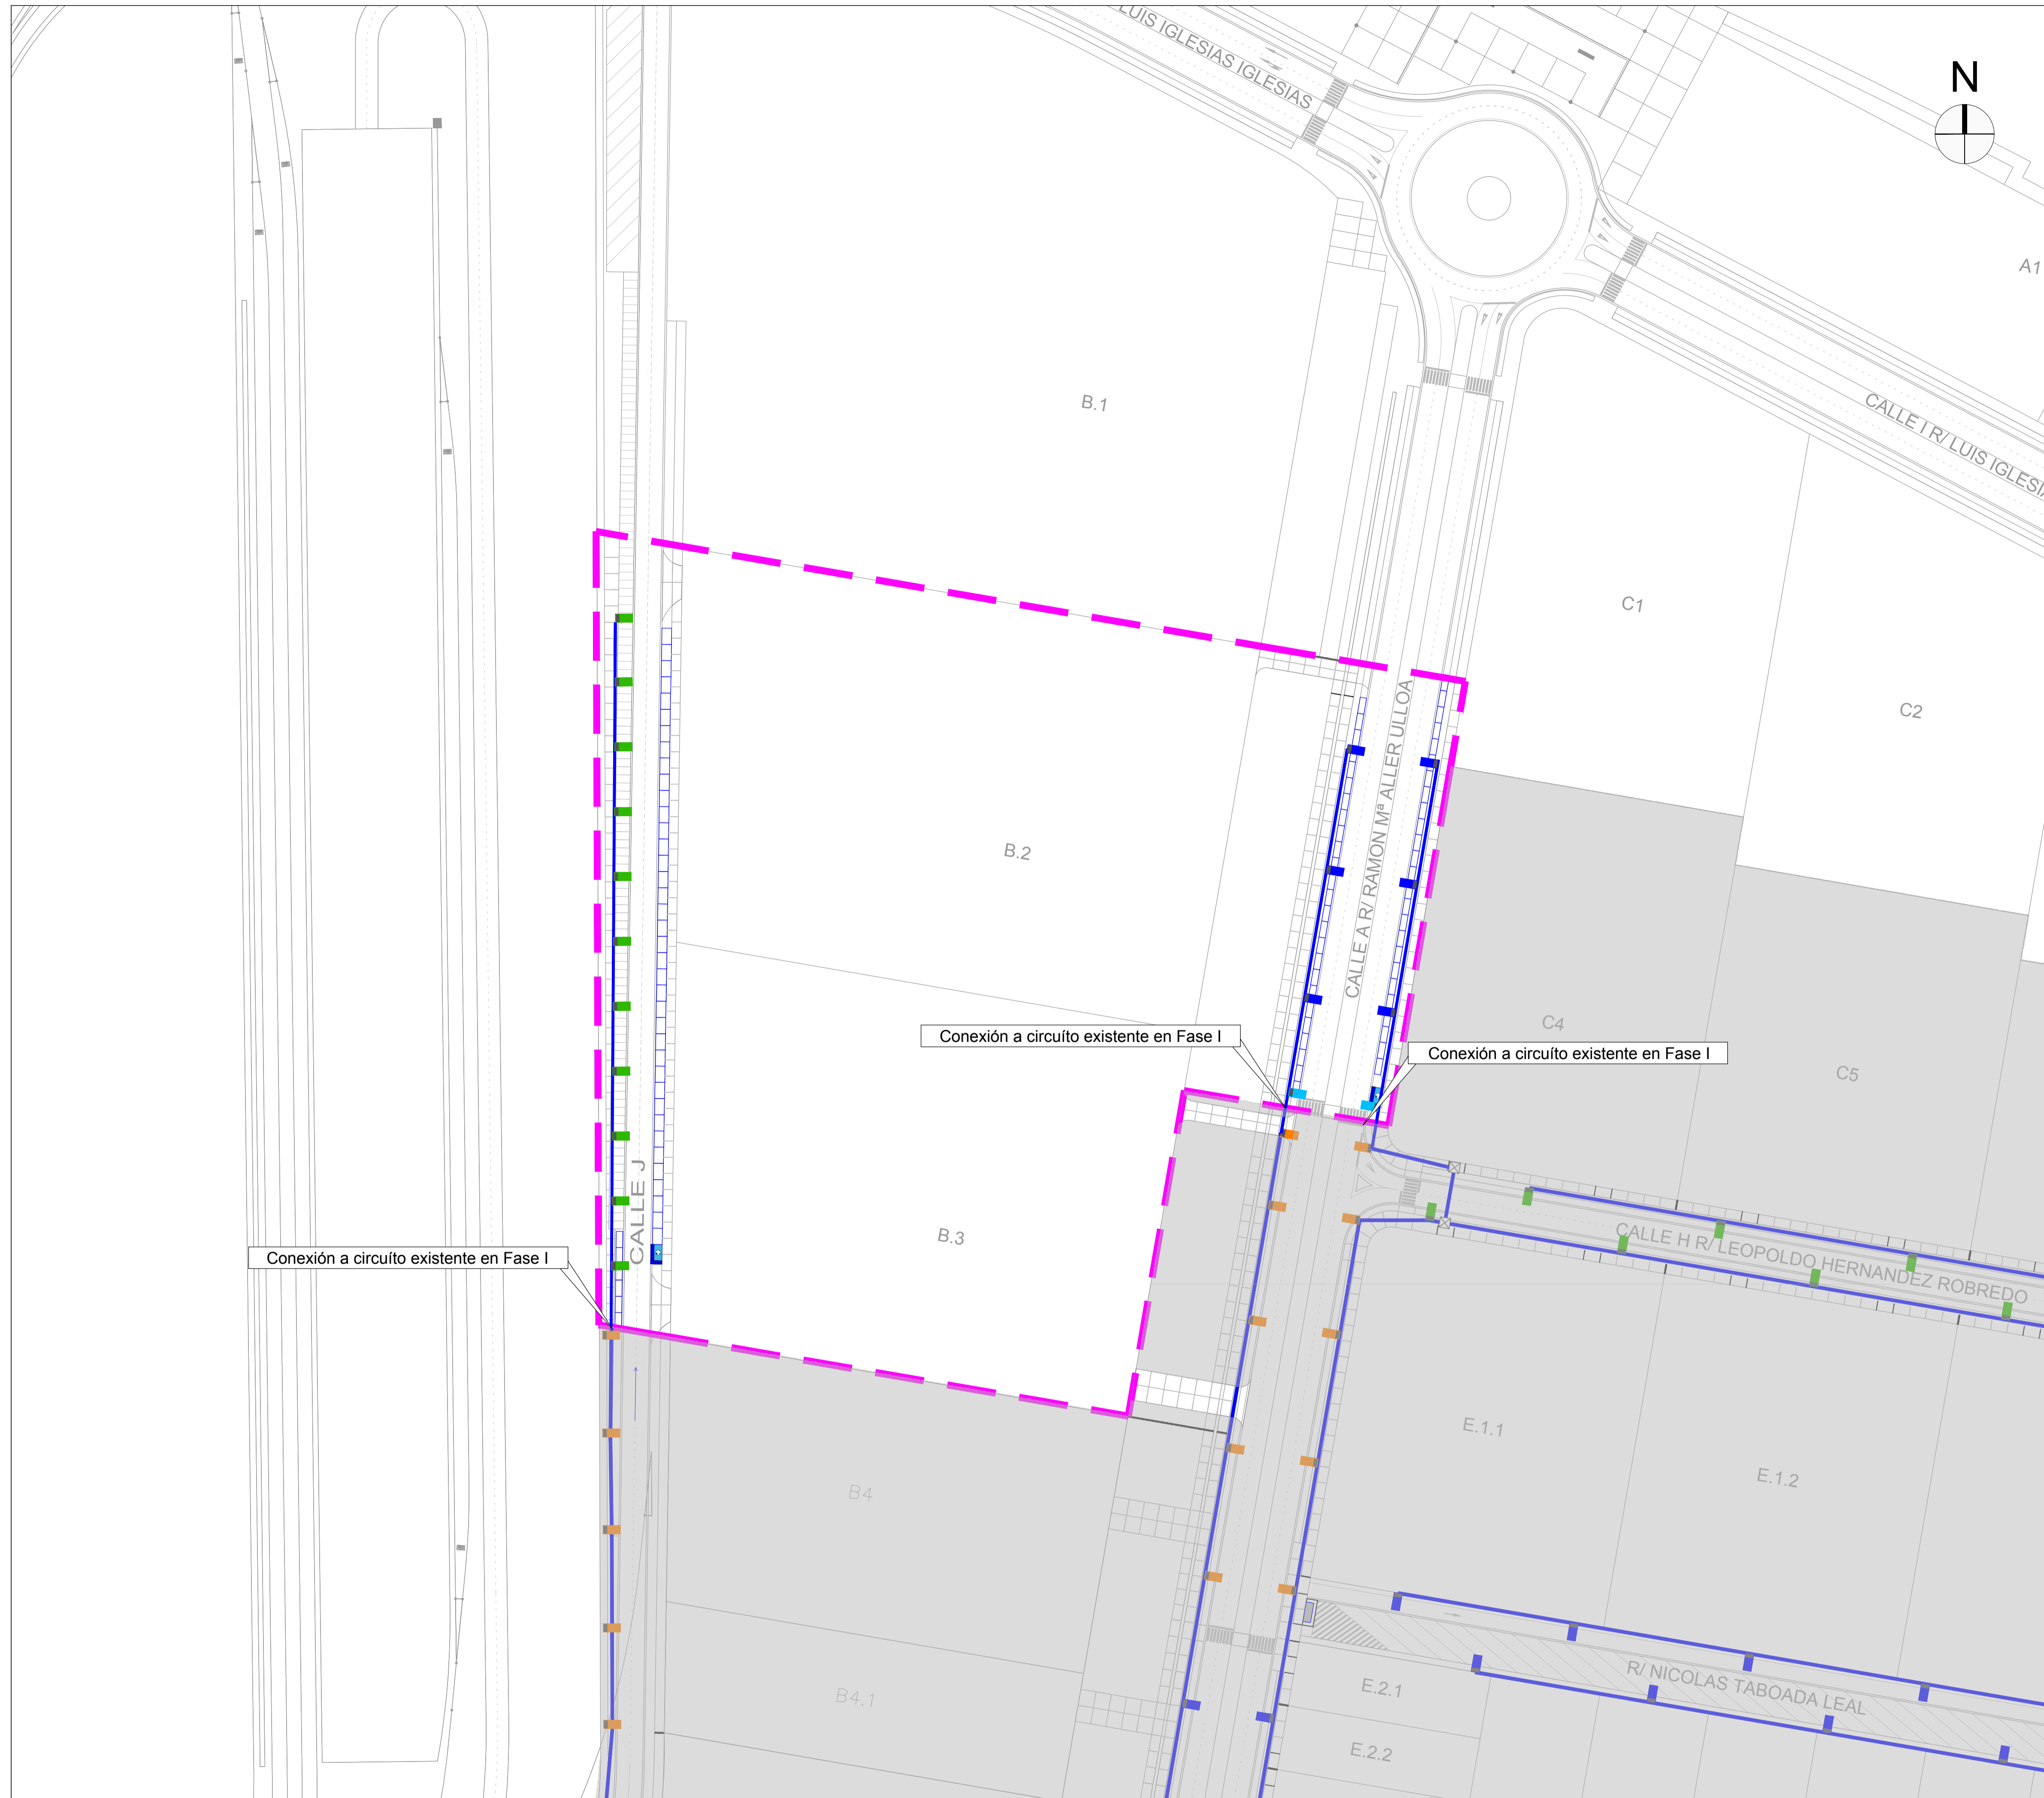 LUIS IGLESIAS IGLESIAS
N
A1
B.1
CALLE I R/ LUIS IGLESIA
C1
C2
CALLE A R/ RAMON Mª ALLER ULLOA
B.2
C4
Conexión a circuíto existente en Fase I
Conexión a circuíto existente en Fase I
C5
CALLE J
B.3
Conexión a circuíto existente en Fase I
CALLE H R/ LEOPOLDO HERNANDEZ ROBREDO
E.1.1
E.1.2
B4
R/ NICOLAS TABOADA LEAL
E.2.1
B4.1
E.2.2